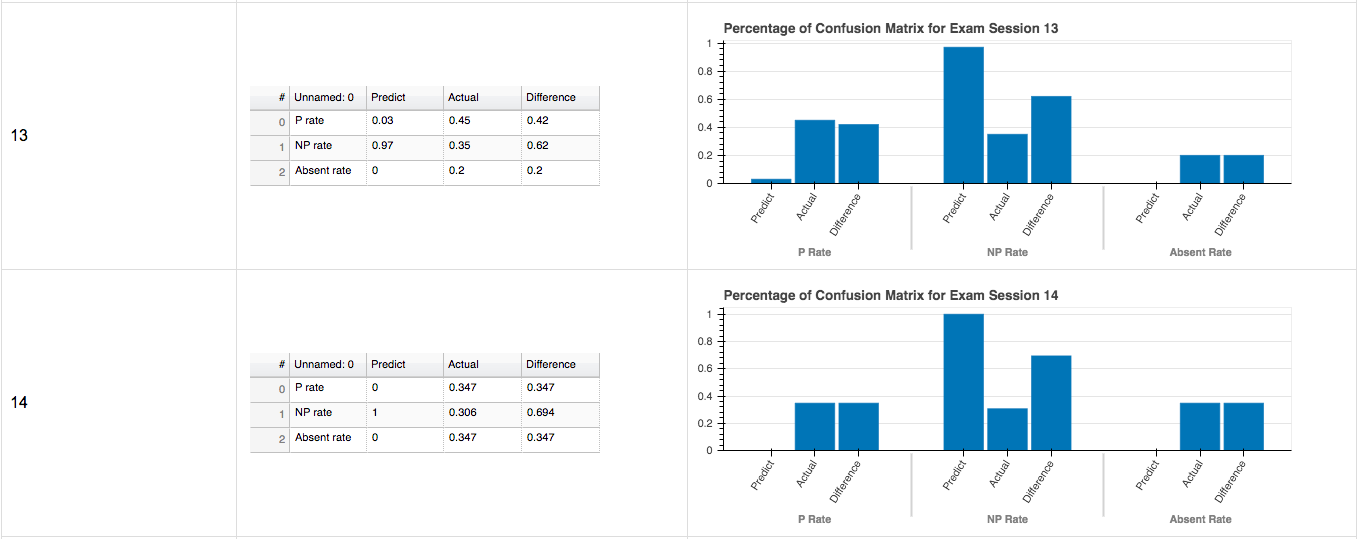 13
# Unnamed: 0 Predict Actual Difference
0 P rate 0.03 0.45 0.42
1 NP rate 0.97 0.35 0.62
2 Absent rate 0 0.2 0.2
Percentage of Confusion Matrix for Exam Session 13
1
0.8
0.6
0.4
0.2
0
Predict Actual Difference Predict Actual Difference Predict Actual Difference
P Rate NP Rate Absent Rate
14
# Unnamed: 0 Predict Actual Difference
0 P rate 0 0.347 0.347
1 NP rate 1 0.306 0.694
2 Absent rate 0 0.347 0.347
Percentage of Confusion Matrix for Exam Session 14
1
0.8
0.6
0.4
0.2
0
Predict Actual Difference Predict Actual Difference Predict Actual Difference
P Rate NP Rate Absent Rate